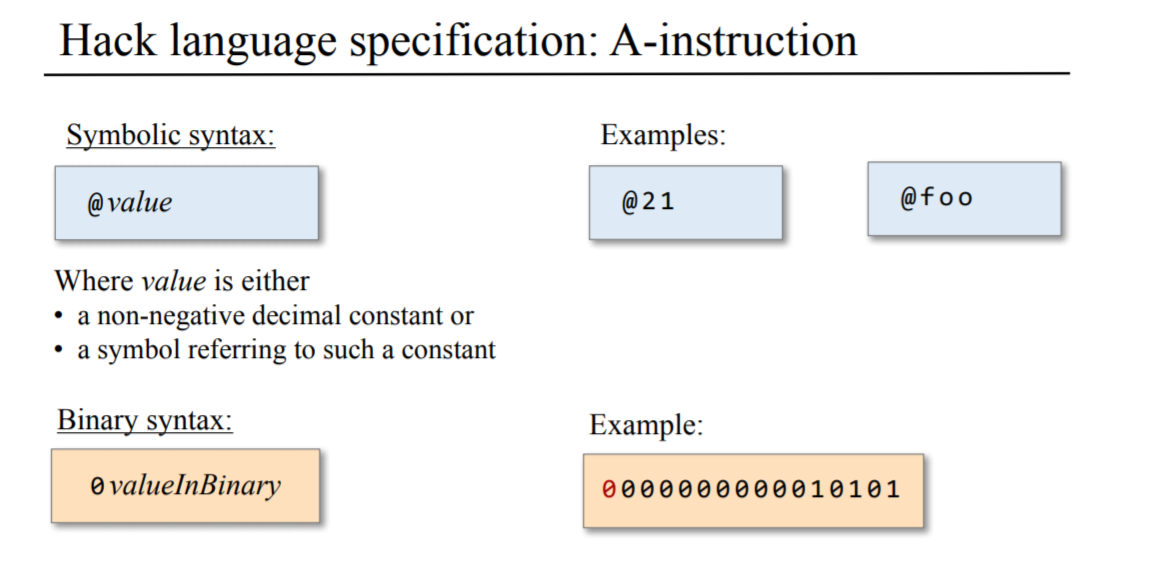 Hack language specification: A-instruction
Symbolic syntax:
@value
Where value is either
• a non-negative decimal constant or
• a symbol referring to such a constant
Examples:
@21
@foo
Binary syntax:
0valueInBinary
Example:
0000000000010101